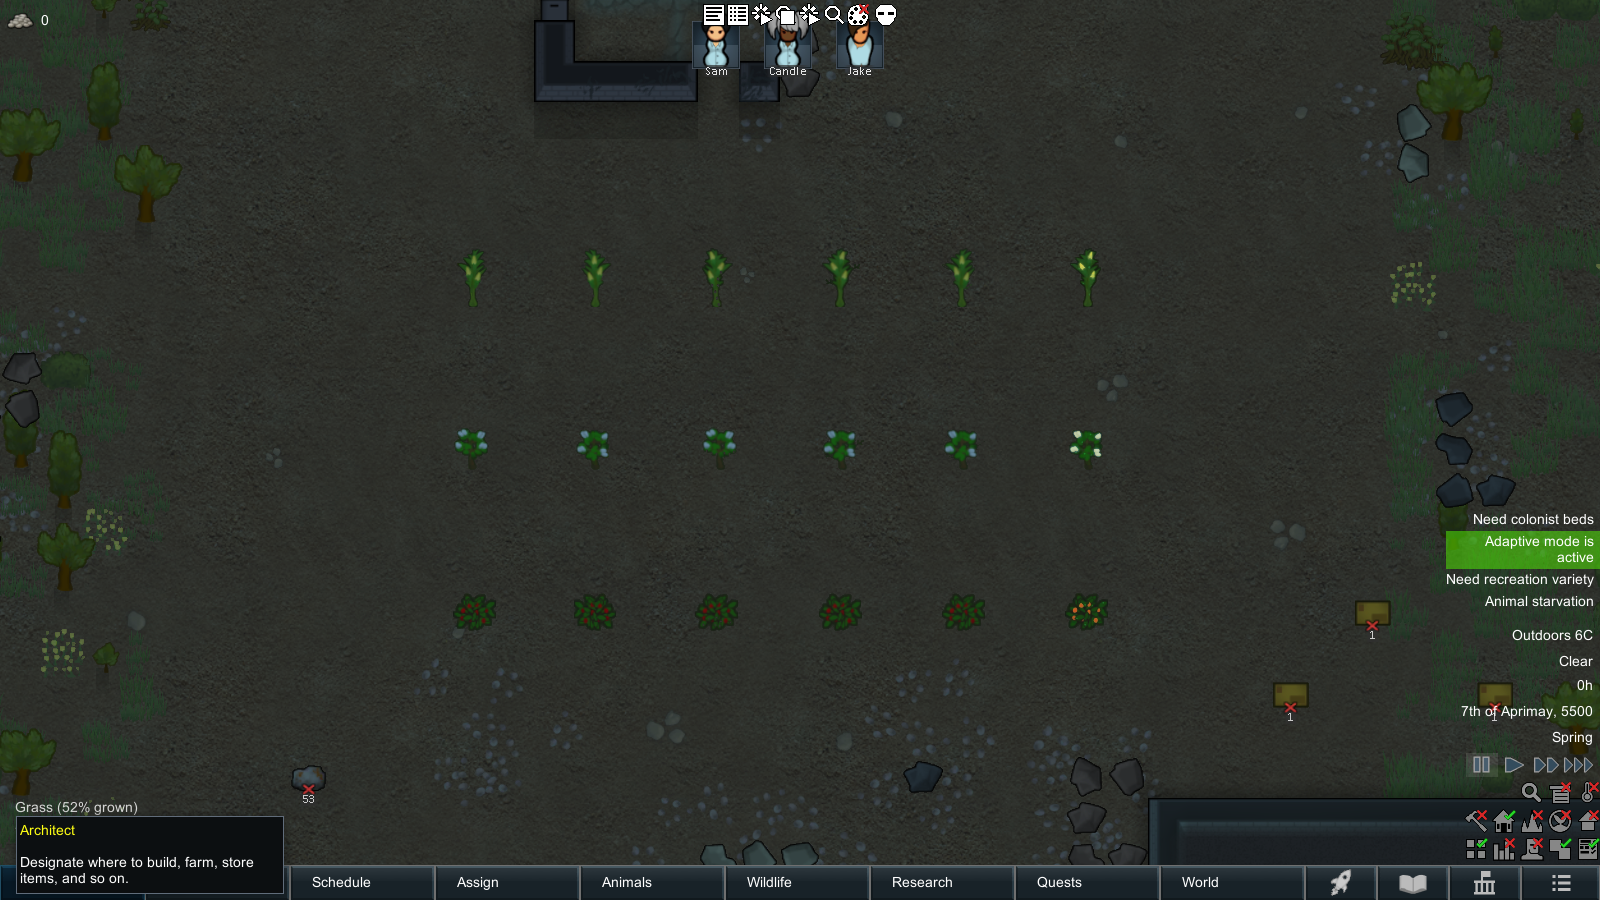 0
Sam
Candle
Jake
Need colonist beds
Adaptive mode is
active
Need recreation variety
Animal starvation
1
Outdoors 6C
Clear
0h
1
1
7th of Aprimay, 5500
Spring
53
Grass (52% grown)
Architect
Designate where to build, farm, store
items, and so on.
Schedule
Assign
Animals
Wildlife
Research
Quests
World